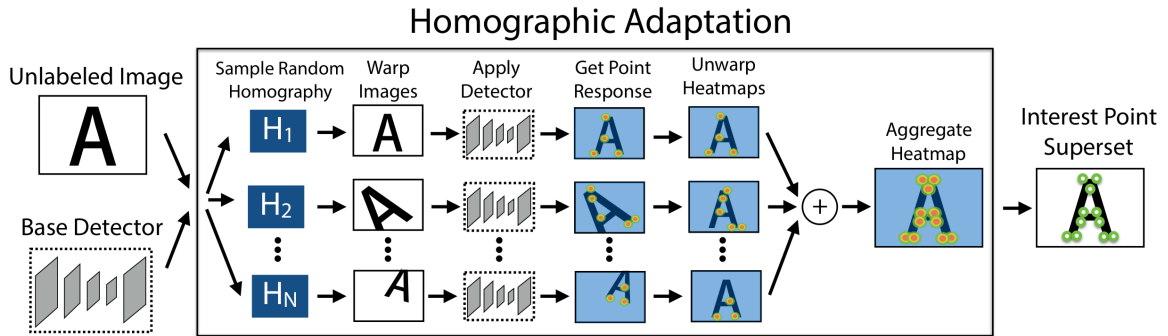 Homographic Adaptation
Unlabeled Image
A
Base Detector
Sample Random
Homography
Warp
Images
Apply
Detector
Get Point
Response
Unwarp
Heatmaps
H1
A
A
A
H2
A
A
A
HN
A
A
A
+
Aggregate
Heatmap
A
Interest Point
Superset
A